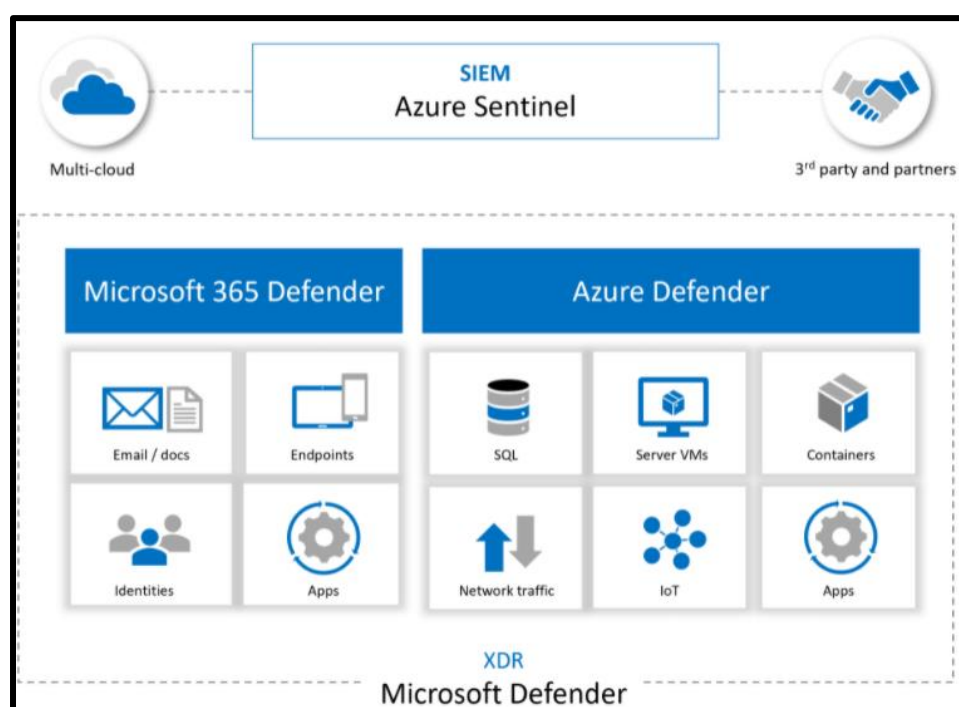 SIEM
Azure Sentinel
Multi-cloud
3rd party and partners
Microsoft 365 Defender
Azure Defender
Email / docs
Endpoints
SQL
Server VMs
Containers
Identities
Apps
Network traffic
IoT
Apps
XDR
Microsoft Defender